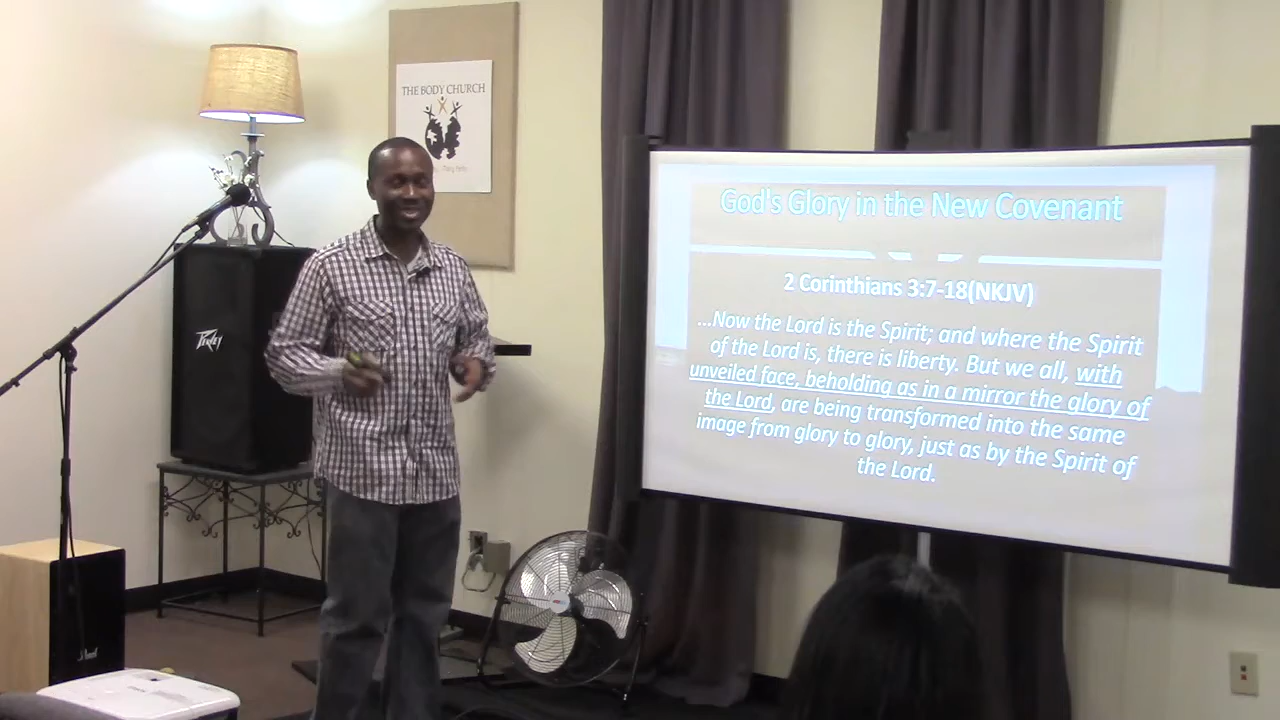 THE BODY CHURCH
PEAVEY
God's Glory in the New Covenant
2 Corinthians 3:7-18(NKJV)
...Now the Lord is the Spirit; and where the Spirit
of the Lord is, there is liberty. But we all, with
unveiled face, beholding as in a mirror the glory of
the Lord, are being transformed into the same
image from glory to glory, just as by the Spirit of
the Lord.